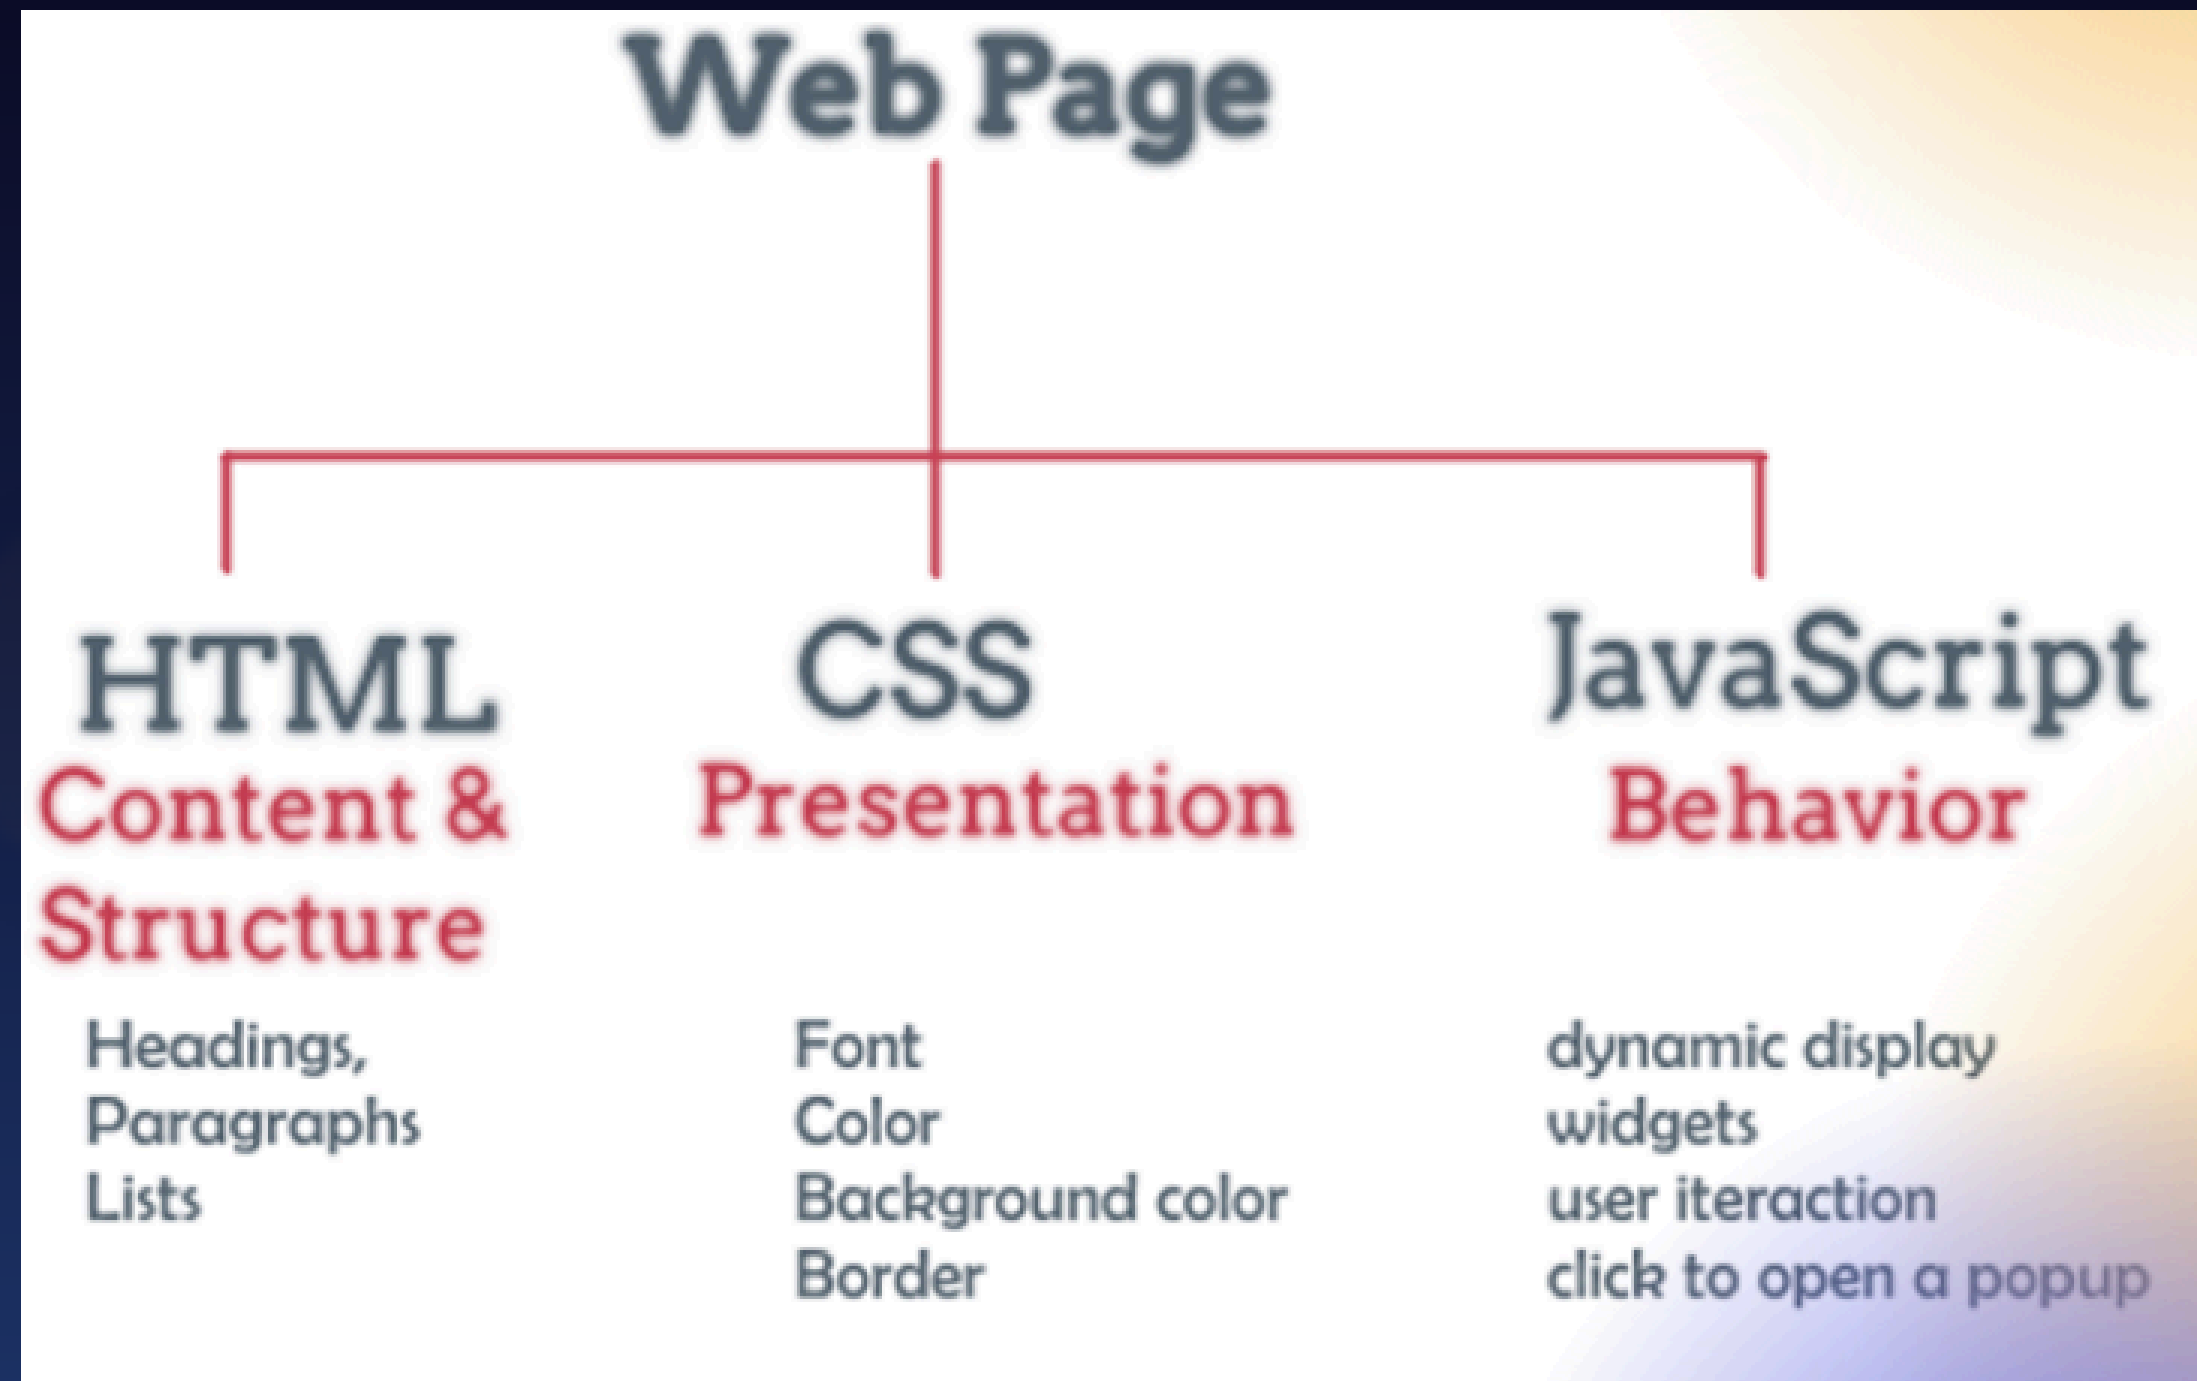 Web Page
HTML
Content &
Structure
Headings,
Paragraphs
Lists
CSS
Presentation
Font
Color
Background color
Border
JavaScript
Behavior
dynamic display
widgets
user iteraction
click to open a popup